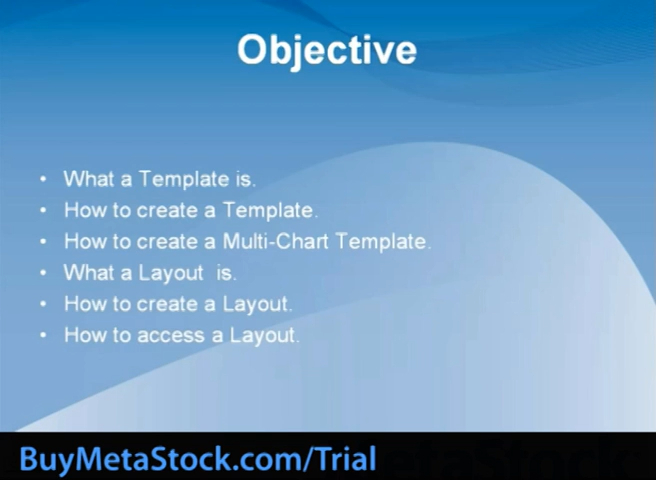 Objective
• What a Template is.
• How to create a Template.
• How to create a Multi-Chart Template.
• What a Layout  is.
• How to create a Layout.
• How to access a Layout.
BuyMetaStock.com/Trial